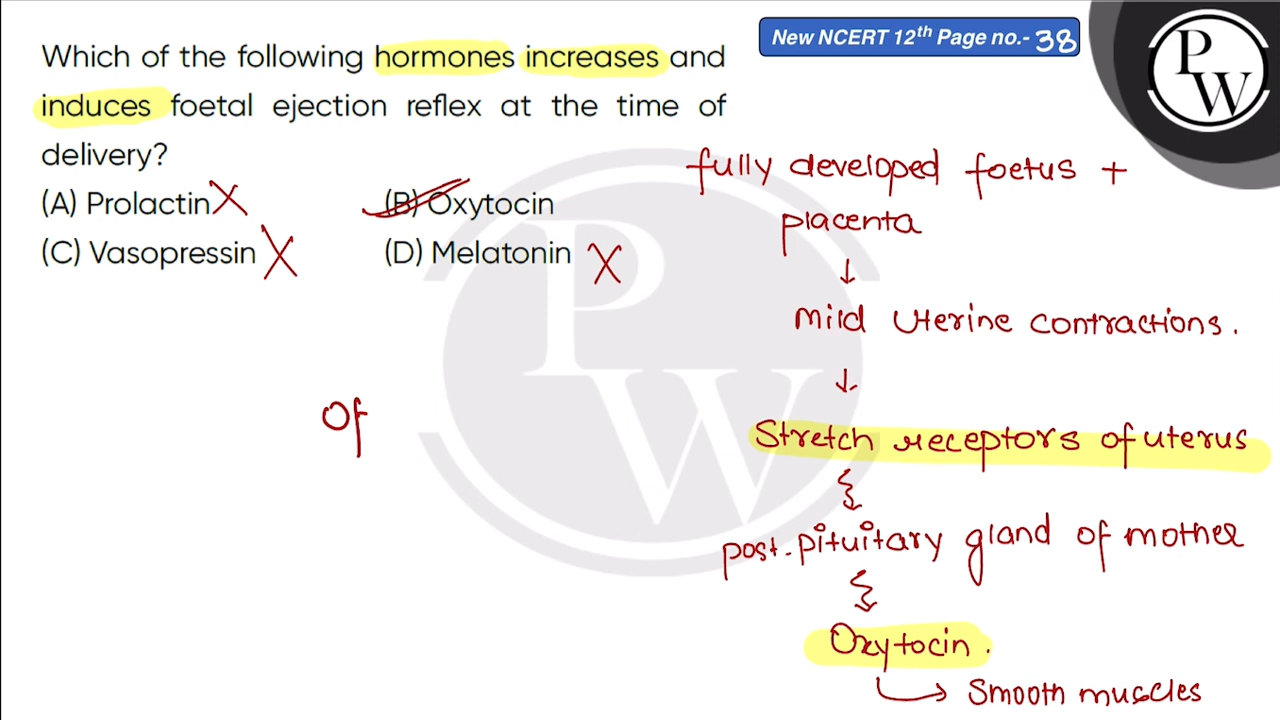 Which of the following hormones increases and
induces foetal ejection reflex at the time of
delivery?
(A) Prolactin
(B) Oxytocin
(C) Vasopressin
(D) Melatonin
New NCERT 12th Page no.- 38
PW
fully developed foetus +
placenta
↓
mild uterine contractions.
↓
Stretch receptors of uterus
post. pituitary gland of mother
Oxytocin.
→ Smooth muscles
Of
PW